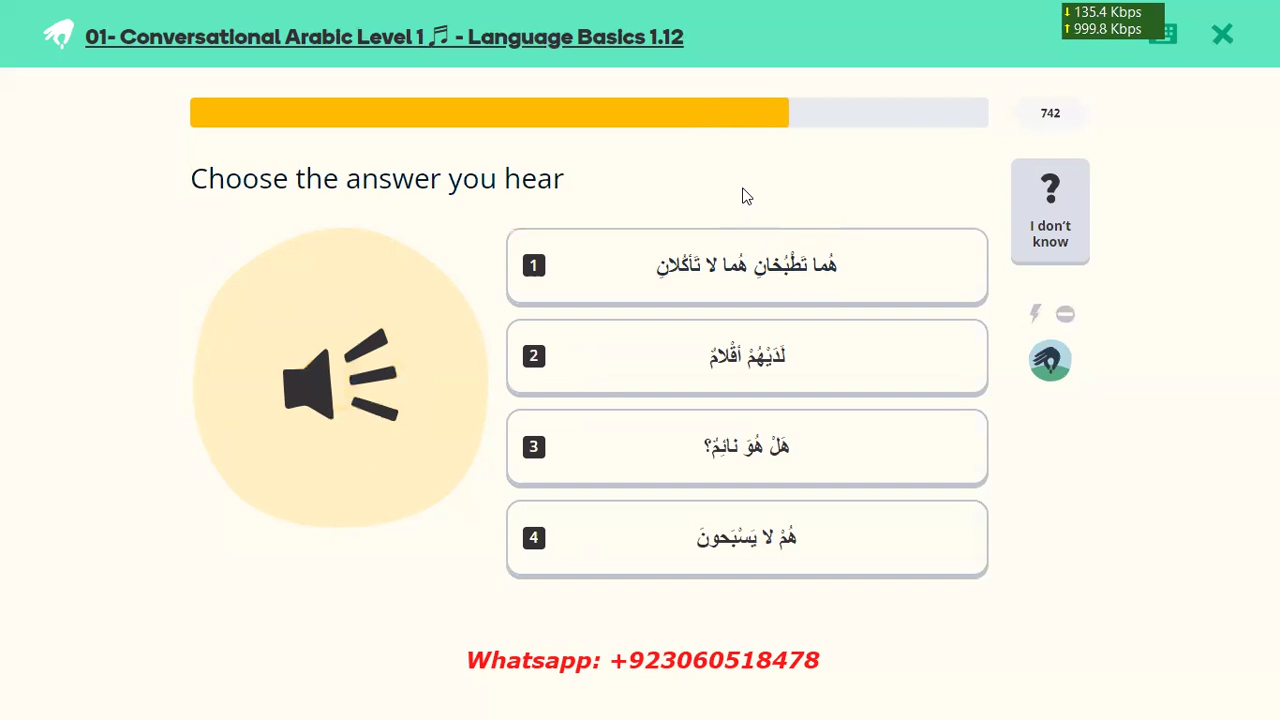 01- Conversational Arabic Level 1 🎵 - Language Basics 1.12
↓ 135.4 Kbps
↑ 999.8 Kbps
742
Choose the answer you hear
?
I don't
know
1 هُما تَطْبُخانِ هُما لا تَأكُلانِ
2 لَدَيْهُمْ أقْلامٌ
3 هَلْ هُوَ نائِمٌ؟
4 هُمْ لا يَسْبَحونَ
Whatsapp: +923060518478